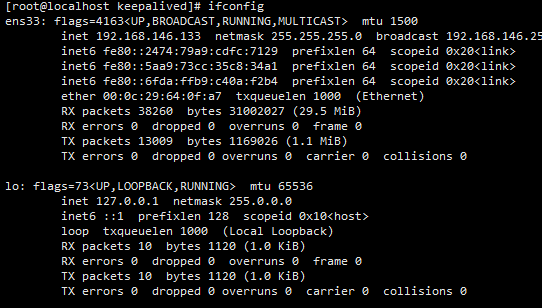 [root@localhost keepalived]# ifconfig
ens33: flags=4163<UP,BROADCAST,RUNNING,MULTICAST>  mtu 1500
        inet 192.168.146.133  netmask 255.255.255.0  broadcast 192.168.146.25
        inet6 fe80::2474:79a9:cdfc:7129  prefixlen 64  scopeid 0x20<link>
        inet6 fe80::5aa9:73cc:35c8:34a1  prefixlen 64  scopeid 0x20<link>
        inet6 fe80::6fda:ffb9:c40a:f2b4  prefixlen 64  scopeid 0x20<link>
        ether 00:0c:29:64:0f:a7  txqueuelen 1000  (Ethernet)
        RX packets 38260  bytes 31002027 (29.5 MiB)
        RX errors 0  dropped 0  overruns 0  frame 0
        TX packets 13009  bytes 1169026 (1.1 MiB)
        TX errors 0  dropped 0 overruns 0  carrier 0  collisions 0

lo: flags=73<UP,LOOPBACK,RUNNING>  mtu 65536
        inet 127.0.0.1  netmask 255.0.0.0
        inet6 ::1  prefixlen 128  scopeid 0x10<host>
        loop  txqueuelen 1000  (Local Loopback)
        RX packets 10  bytes 1120 (1.0 KiB)
        RX errors 0  dropped 0  overruns 0  frame 0
        TX packets 10  bytes 1120 (1.0 KiB)
        TX errors 0  dropped 0 overruns 0  carrier 0  collisions 0